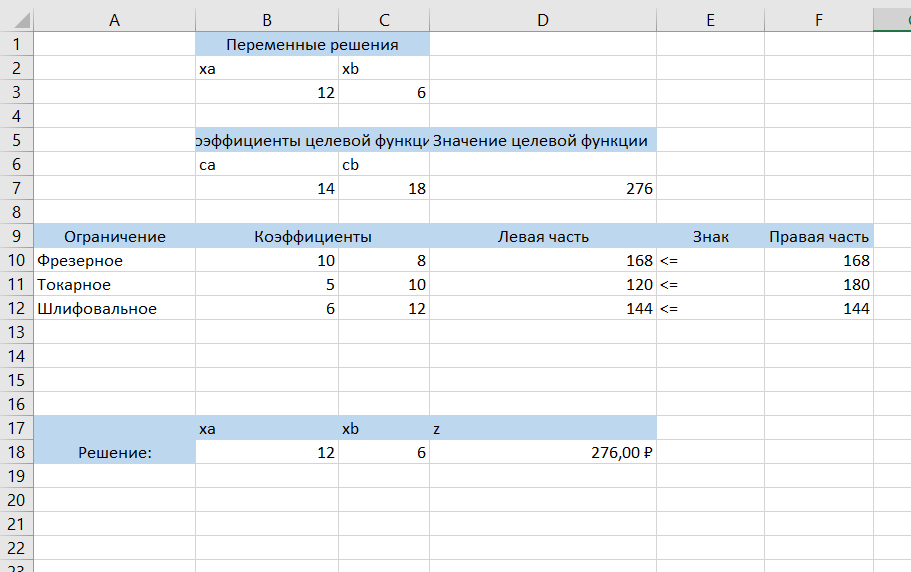 A B C D E F
1 Переменные решения
2 xa xb
3 12 6
4
5 оэффициенты целевой функци Значение целевой функции
6 ca cb
7 14 18 276
8
9 Ограничение Коэффициенты Левая часть Знак Правая часть
10 Фрезерное 10 8 168 <= 168
11 Токарное 5 10 120 <= 180
12 Шлифовальное 6 12 144 <= 144
13
14
15
16
17 xa xb z
18 Решение: 12 6 276,00 ₽
19
20
21
22
23